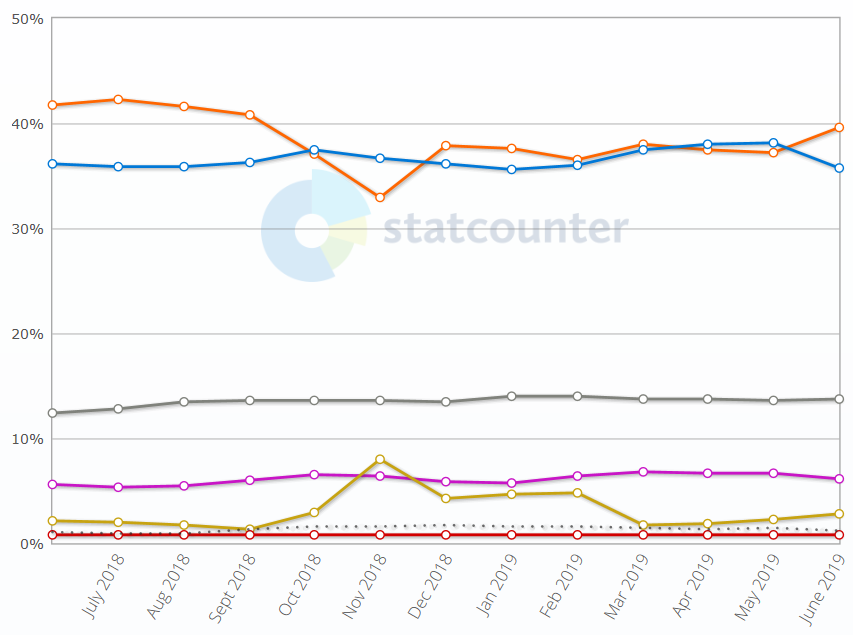 50%
40%
30%
20%
10%
0%
statcounter
July 2018
Aug 2018
Sept 2018
Oct 2018
Nov 2018
Dec 2018
Jan 2019
Feb 2019
Mar 2019
Apr 2019
May 2019
June 2019